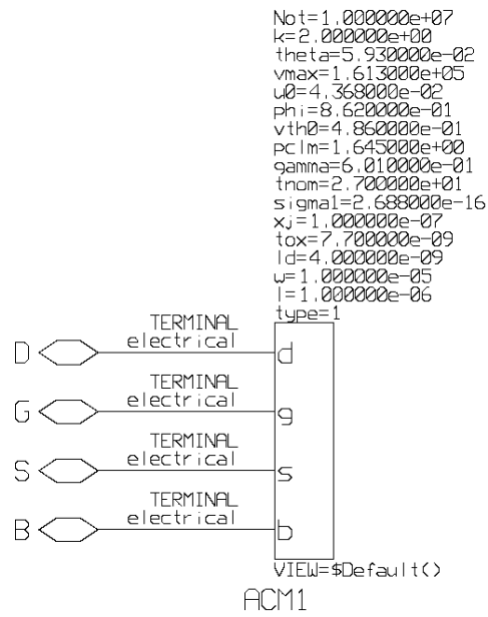 Not=1.000000e+07
k=2.000000e+00
theta=5.930000e-02
vmax=1.613000e+05
u0=4.368000e-02
phi=8.620000e-01
vth0=4.860000e-01
pclm=1.645000e+00
gamma=6.010000e-01
tnom=2.700000e+01
sigma1=2.688000e-16
xj=1.000000e-07
tox=7.700000e-09
ld=4.000000e-09
w=1.000000e-05
l=1.000000e-06
type=1
TERMINAL
electrical
D
d
TERMINAL
electrical
G
g
TERMINAL
electrical
S
s
TERMINAL
electrical
B
b
VIEW=$Default()
ACM1